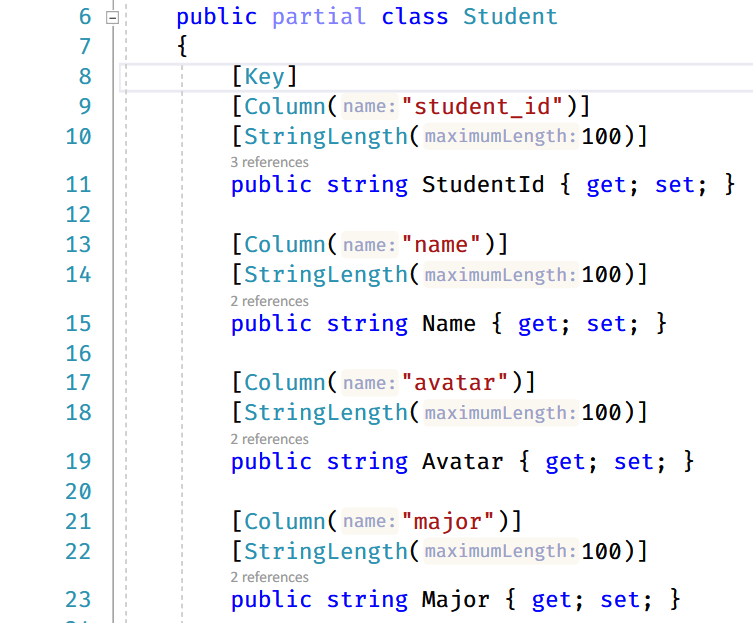 6 public partial class Student
7 {
8 [Key]
9 [Column( name: "student_id")]
10 [StringLength( maximumLength: 100)]
3 references
11 public string StudentId { get; set; }
12
13 [Column( name: "name")]
14 [StringLength( maximumLength: 100)]
2 references
15 public string Name { get; set; }
16
17 [Column( name: "avatar")]
18 [StringLength( maximumLength: 100)]
2 references
19 public string Avatar { get; set; }
20
21 [Column( name: "major")]
22 [StringLength( maximumLength: 100)]
2 references
23 public string Major { get; set; }